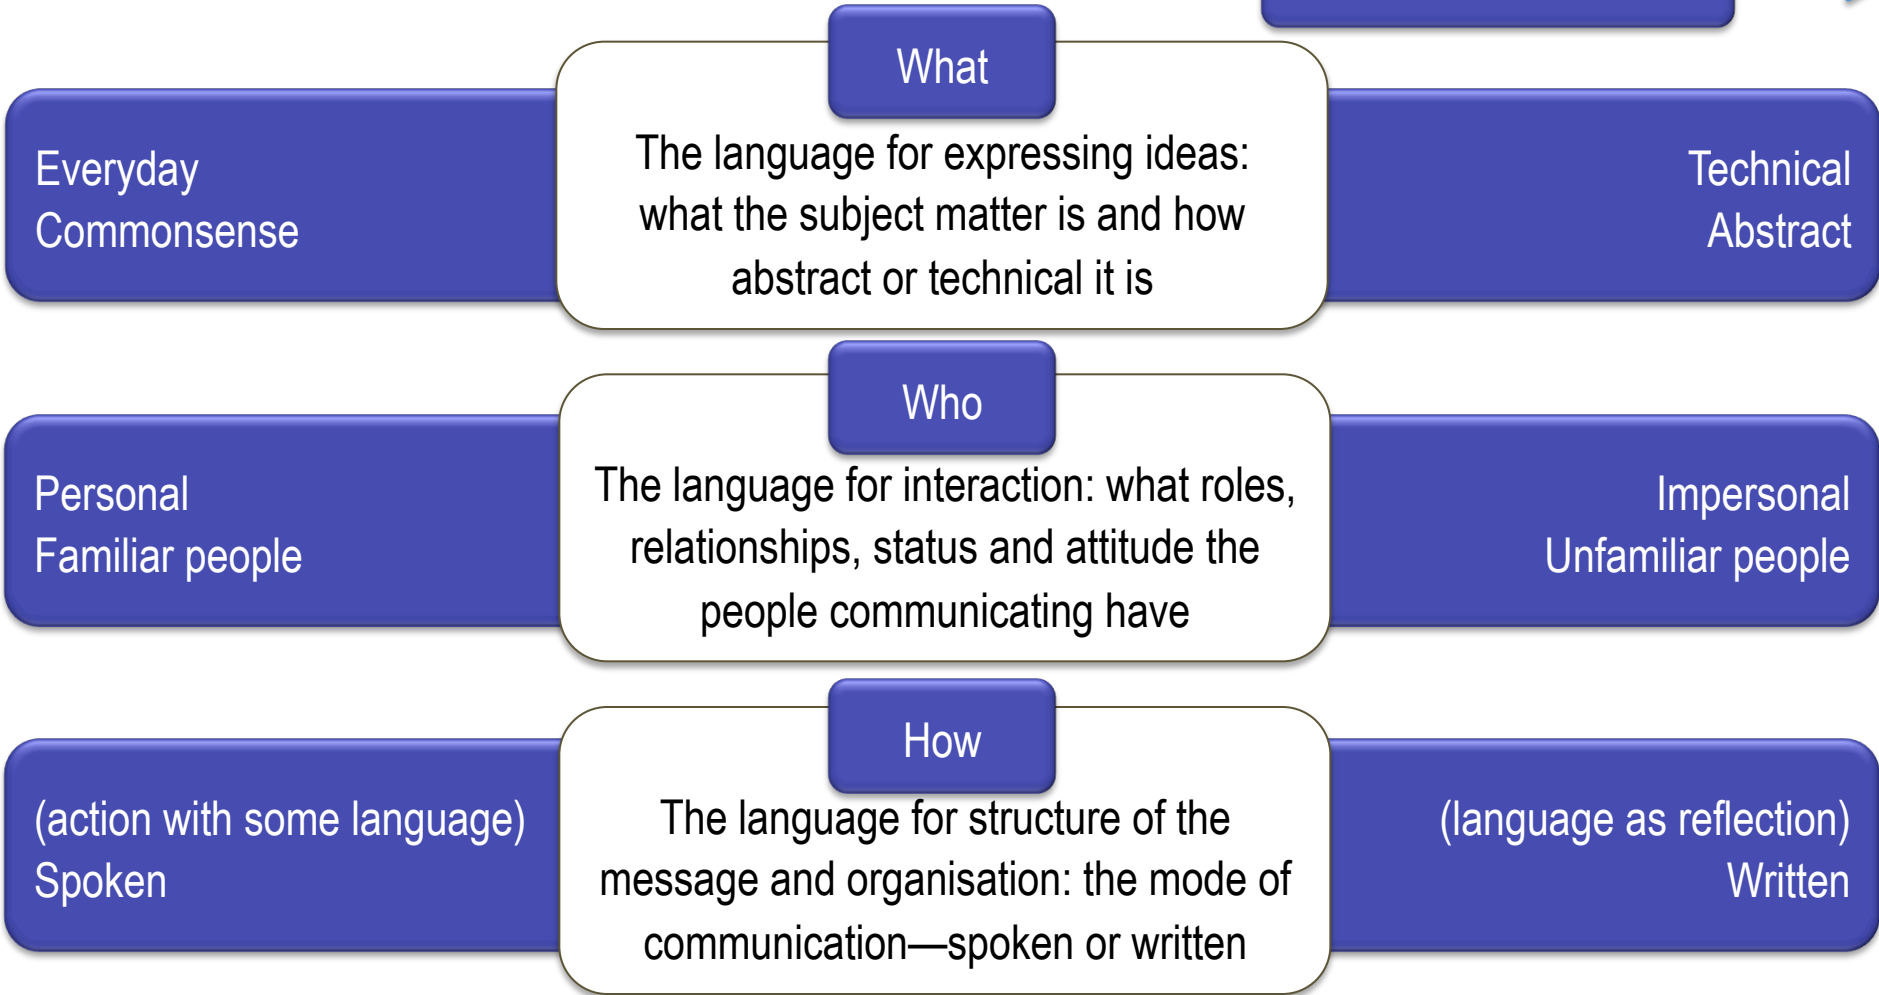 What
Everyday
Commonsense
The language for expressing ideas:
what the subject matter is and how
abstract or technical it is
Technical
Abstract
Who
Personal
Familiar people
The language for interaction: what roles,
relationships, status and attitude the
people communicating have
Impersonal
Unfamiliar people
How
(action with some language)
Spoken
The language for structure of the
message and organisation: the mode of
communication—spoken or written
(language as reflection)
Written